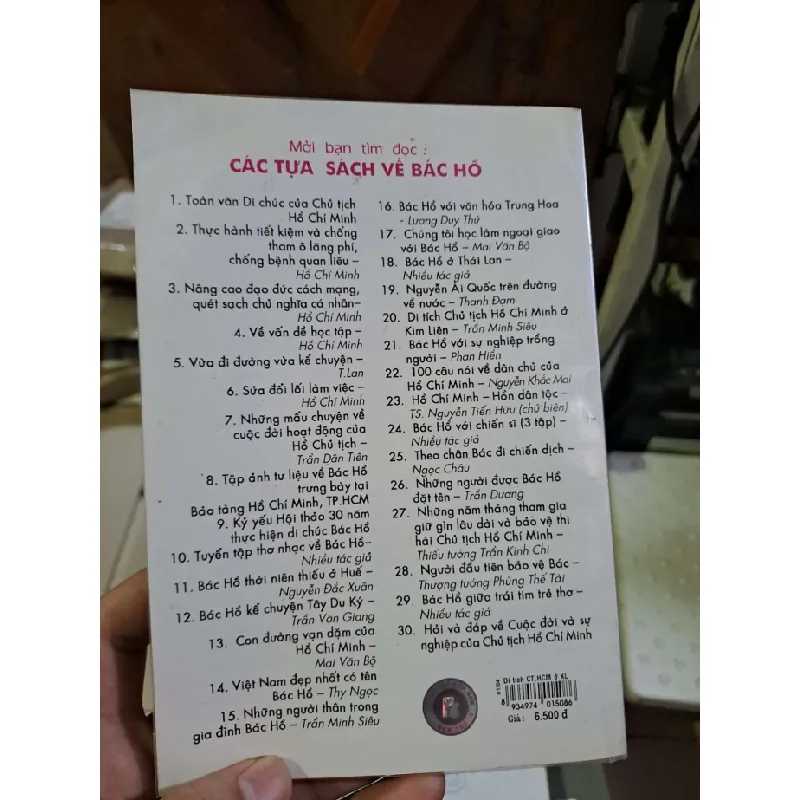 Mời bạn tìm đọc :
CÁC TỰA SÁCH VỀ BÁC HỒ
1. Toàn văn Di chúc của Chủ tịch
Hồ Chí Minh
2. Thực hành tiết kiệm và chống
tham ô lãng phí,
chống bệnh quan liêu –
Hồ Chí Minh
3. Nâng cao đạo đức cách mạng,
quét sạch chủ nghĩa cá nhân–
Hồ Chí Minh
4. Về vấn đề học tập –
Hồ Chí Minh
5. Vừa đi đường vừa kể chuyện –
T.Lan
6. Sửa đổi lối làm việc –
Hồ Chí Minh
7. Những mẩu chuyện về
cuộc đời hoạt động của
Hồ Chủ tịch –
Trần Dân Tiên
8. Tập ảnh tư liệu về Bác Hồ
trưng bày tại
Bảo tàng Hồ Chí Minh, TP.HCM
9. Kỷ yếu Hội thảo 30 năm
thực hiện di chúc Bác Hồ
10. Tuyển tập thơ nhạc về Bác Hồ–
Nhiều tác giả
11. Bác Hồ thời niên thiếu ở Huế –
Nguyễn Đắc Xuân
12. Bác Hồ kể chuyện Tây Du Ký –
Trần Van Giang
13. Con đường vạn dặm của
Hồ Chí Minh –
Mai Văn Bộ
14. Việt Nam đẹp nhất có tên
Bác Hồ – Thy Ngọc
15. Những người thân trong
gia đình Bác Hồ – Trần Minh Siêu
16. Bác Hồ với văn hóa Trung Hoa
- Lương Duy Thứ
17. Chúng tôi học làm ngoại giao
với Bác Hồ – Mai Văn Bộ
18. Bác Hồ ở Thái Lan –
Nhiều tác giả
19. Nguyễn Ái Quốc trên đường
về nước – Thanh Đạm
20. Di tích Chủ tịch Hồ Chí Minh ở
Kim Liên – Trần Minh Siêu
21. Bác Hồ với sự nghiệp trồng
người – Phan Hiền
22. 100 câu nói về dân chủ của
Hồ Chí Minh – Nguyễn Khắc Mai
23. Hồ Chí Minh – Hồn dân tộc –
TS. Nguyễn Tiến Hưu (chủ biên)
24. Bác Hồ với chiến sĩ (3 tập) –
Nhiều tác giả
25. Theo chân Bác đi chiến dịch –
Ngọc Châu
26. Những người được Bác Hồ
đặt tên – Trần Đương
27. Những năm tháng tham gia
giữ gìn lâu dài và bảo vệ thi
hài Chủ tịch Hồ Chí Minh –
Thiếu tướng Trần Kinh Chi
28. Người đầu tiên bảo vệ Bác –
Thượng tướng Phùng Thế Tài
29. Bác Hồ giữa trái tim trẻ thơ –
Nhiều tác giả
30. Hỏi và đáp về Cuộc đời và sự
nghiệp của Chủ tịch Hồ Chí Minh
Di tích CT.HCM ở KL
8 934974 015086
Giá : 6.500 đ